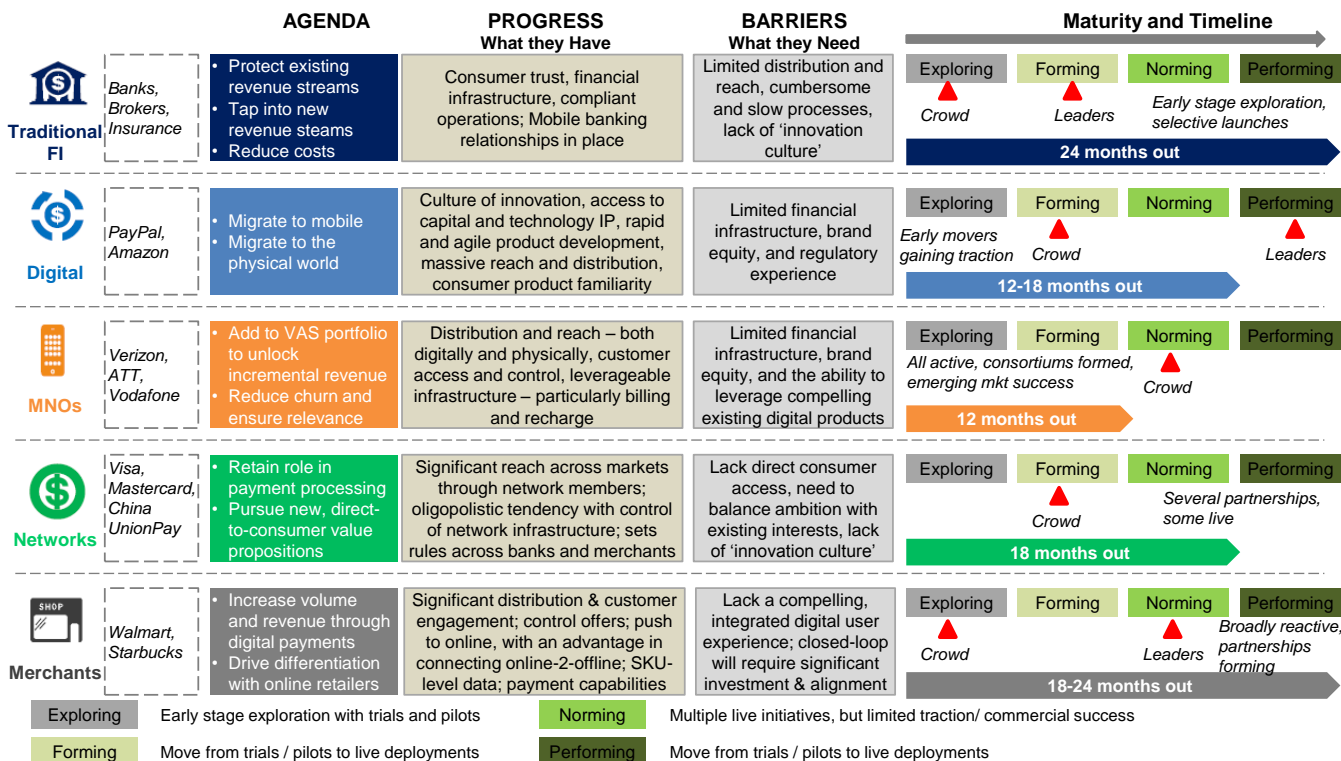 AGENDA
PROGRESS
What they Have
BARRIERS
What they Need
Maturity and Timeline
Traditional
FI
Banks,
Brokers,
Insurance
• Protect existing
revenue streams
• Tap into new
revenue steams
• Reduce costs
Consumer trust, financial
infrastructure, compliant
operations; Mobile banking
relationships in place
Limited distribution and
reach, cumbersome
and slow processes,
lack of ‘innovation
culture’
Exploring
Forming
Norming
Performing
Crowd
Leaders
Early stage exploration,
selective launches
24 months out
Digital
PayPal,
Amazon
• Migrate to mobile
• Migrate to the
physical world
Culture of innovation, access to
capital and technology IP, rapid
and agile product development,
massive reach and distribution,
consumer product familiarity
Limited financial
infrastructure, brand
equity, and regulatory
experience
Exploring
Forming
Norming
Performing
Early movers
gaining traction
Crowd
Leaders
12-18 months out
MNOs
Verizon,
ATT,
Vodafone
• Add to VAS portfolio
to unlock
incremental revenue
• Reduce churn and
ensure relevance
Distribution and reach – both
digitally and physically, customer
access and control, leverageable
infrastructure – particularly billing
and recharge
Limited financial
infrastructure, brand
equity, and the ability to
leverage compelling
existing digital products
Exploring
Forming
Norming
Performing
All active, consortiums formed,
emerging mkt success
Crowd
12 months out
Networks
Visa,
Mastercard,
China
UnionPay
• Retain role in
payment processing
• Pursue new, direct-
to-consumer value
propositions
Significant reach across markets
through network members;
oligopolistic tendency with control
of network infrastructure; sets
rules across banks and merchants
Lack direct consumer
access, need to
balance ambition with
existing interests, lack
of ‘innovation culture’
Exploring
Forming
Norming
Performing
Crowd
Several partnerships,
some live
18 months out
SHOP
Merchants
Walmart,
Starbucks
• Increase volume
and revenue through
digital payments
• Drive differentiation
with online retailers
Significant distribution & customer
engagement; control offers; push
to online, with an advantage in
connecting online-2-offline; SKU-
level data; payment capabilities
Lack a compelling,
integrated digital user
experience; closed-loop
will require significant
investment & alignment
Exploring
Forming
Norming
Performing
Crowd
Leaders
Broadly reactive,
partnerships
forming
18-24 months out
Exploring
Early stage exploration with trials and pilots
Norming
Multiple live initiatives, but limited traction/ commercial success
Forming
Move from trials / pilots to live deployments
Performing
Move from trials / pilots to live deployments